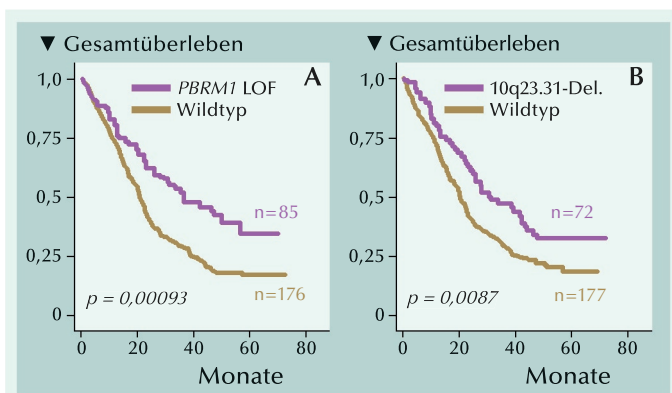 ▼ Gesamtüberleben
A
1,0
PBRM1 LOF
Wildtyp
0,75
0,5
n=85
0,25
n=176
p = 0,00093
0
0 20 40 60 80
Monate
▼ Gesamtüberleben
B
1,0
10q23.31-Del.
Wildtyp
0,75
0,5
n=72
0,25
n=177
p = 0,0087
0
0 20 40 60 80
Monate